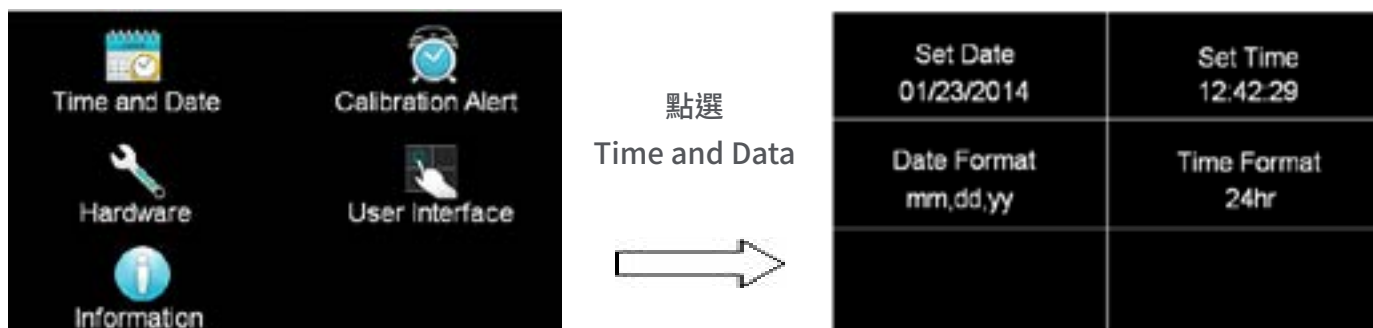 Time and Date
Calibration Alert
Hardware
User Interface
Information
點選
Time and Data
Set Date
01/23/2014
Set Time
12:42:29
Date Format
mm,dd,yy
Time Format
24hr